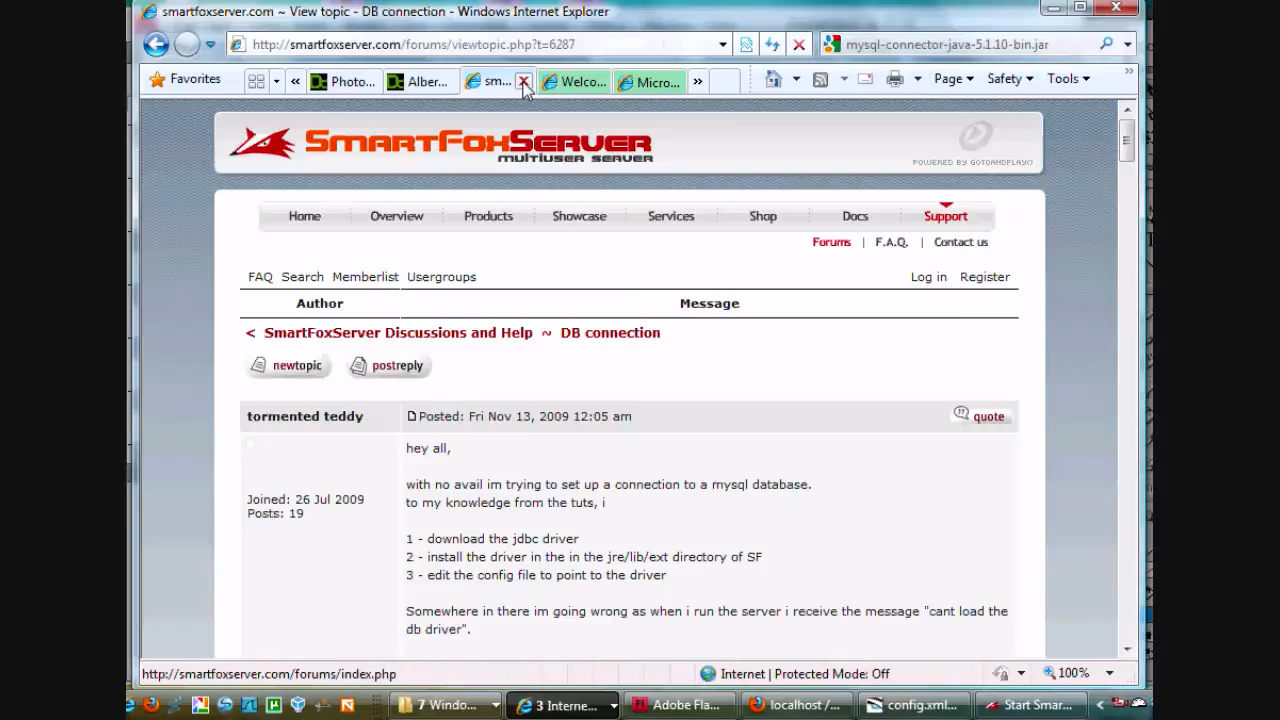 smartfoxserver.com ~ View topic - DB connection - Windows Internet Explorer
http://smartfoxserver.com/forums/viewtopic.php?t=6287
mysql-connector-java-5.1.10-bin.jar
Favorites
«
Photo...
Alber...
sm...
Welco...
Micro...
»
Page
Safety
Tools
»
SmartFoxServer
multiuser server
POWERED BY GOTOANDPLAY()
Home
Overview
Products
Showcase
Services
Shop
Docs
Support
Forums | F.A.Q. | Contact us
FAQ Search Memberlist Usergroups
Log in Register
Author
Message
< SmartFoxServer Discussions and Help ~ DB connection
newtopic
postreply
tormented teddy
Posted: Fri Nov 13, 2009 12:05 am
quote
Joined: 26 Jul 2009
Posts: 19
hey all,
with no avail im trying to set up a connection to a mysql database.
to my knowledge from the tuts, i
1 - download the jdbc driver
2 - install the driver in the in the jre/lib/ext directory of SF
3 - edit the config file to point to the driver
Somewhere in there im going wrong as when i run the server i receive the message "cant load the
db driver".
http://smartfoxserver.com/forums/index.php
Internet | Protected Mode: Off
100%
7 Windo...
3 Interne...
Adobe Fla...
localhost /...
config.xml...
Start Smar...
<